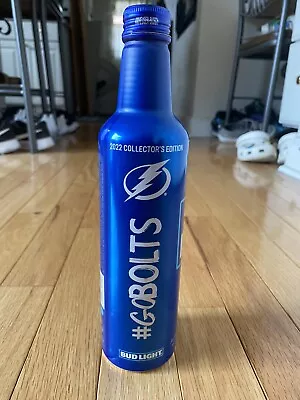 2022 COLLECTOR'S EDITION
#GOBOLTS
BUD LIGHT